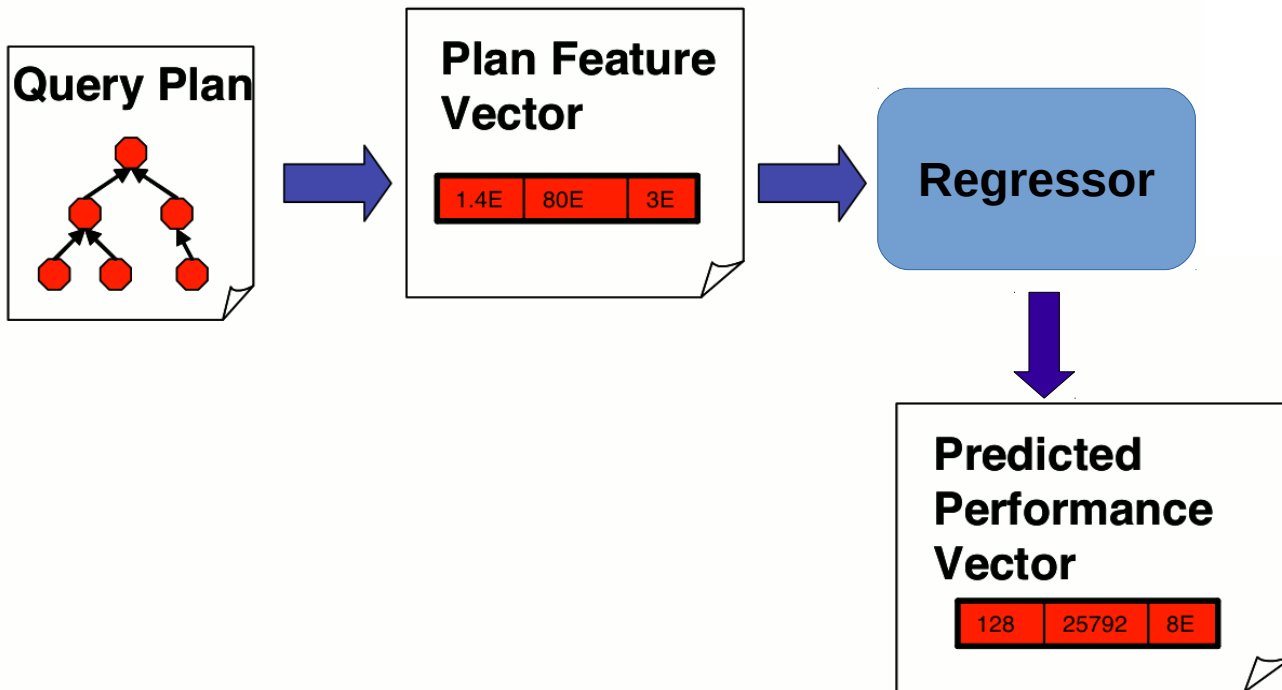 Query Plan
Plan Feature
Vector
1.4E 80E 3E
Regressor
Predicted
Performance
Vector
128 25792 8E